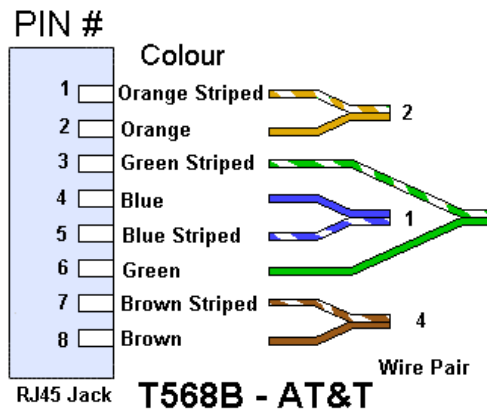 PIN #
Colour
1 Orange Striped
2 Orange
2
3 Green Striped
4 Blue
1
5 Blue Striped
6 Green
7 Brown Striped
4
8 Brown
Wire Pair
RJ45 Jack
T568B - AT&T